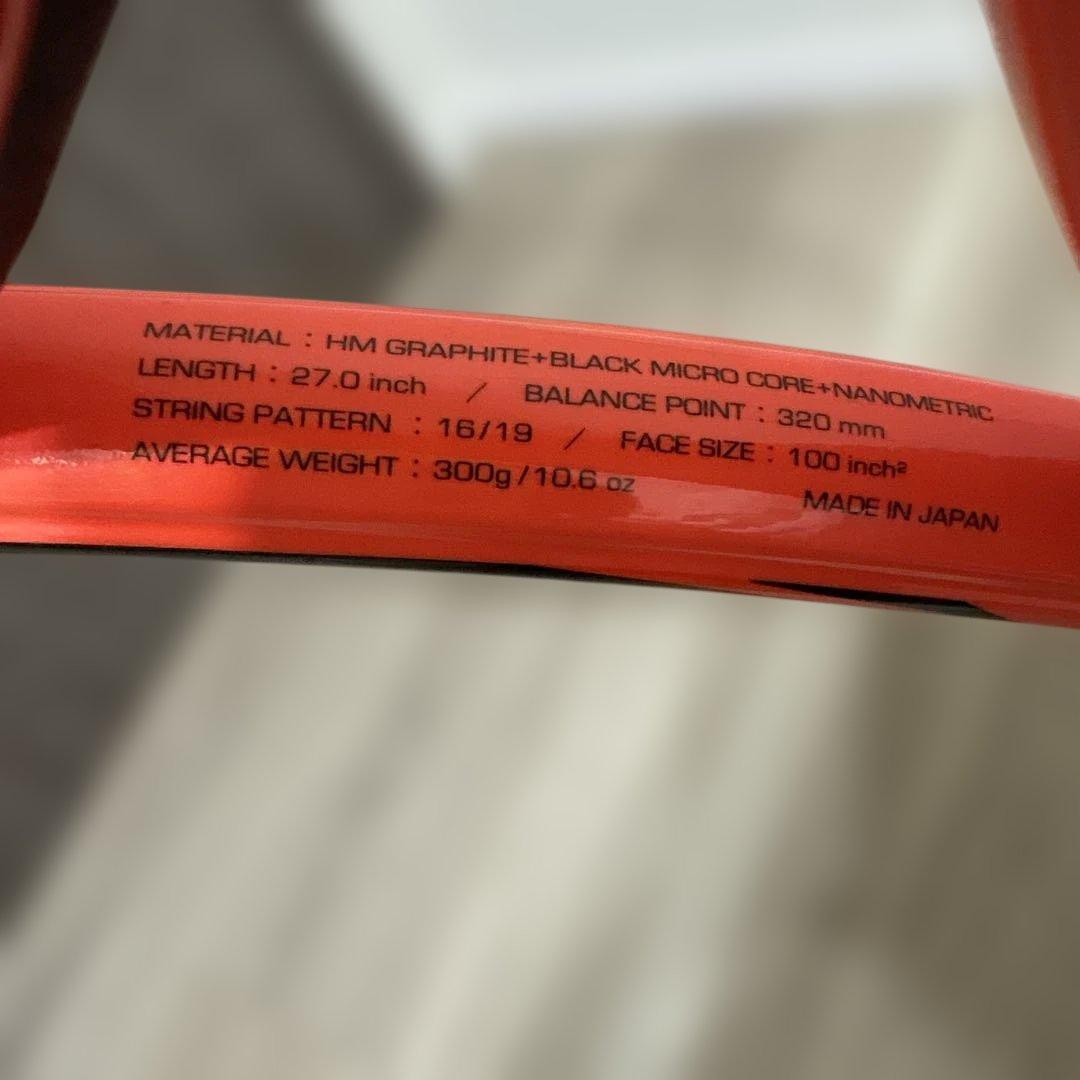 MATERIAL : HM GRAPHITE+BLACK MICRO CORE+NANOMETRIC
LENGTH : 27.0 inch / BALANCE POINT : 320 mm
STRING PATTERN : 16/19 / FACE SIZE : 100 inch²
AVERAGE WEIGHT : 300g/10.6 oz
MADE IN JAPAN